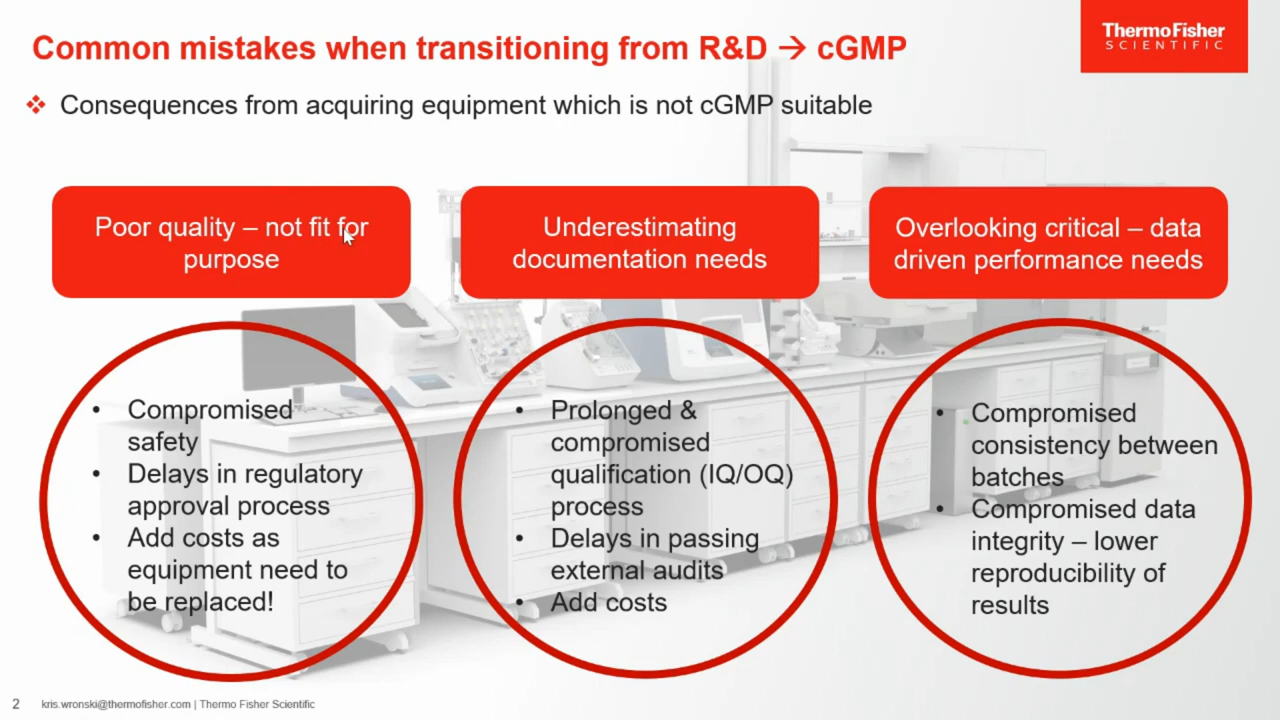 Common mistakes when transitioning from R&D → cGMP
ThermoFisher
SCIENTIFIC
❖ Consequences from acquiring equipment which is not cGMP suitable
Poor quality – not fit for
purpose
Underestimating
documentation needs
Overlooking critical – data
driven performance needs
• Compromised
safety
• Delays in regulatory
approval process
• Add costs as
equipment need to
be replaced!
• Prolonged &
compromised
qualification (IQ/OQ)
process
• Delays in passing
external audits
• Add costs
• Compromised
consistency between
batches
• Compromised data
integrity – lower
reproducibility of
results
2 kris.wronski@thermofisher.com | Thermo Fisher Scientific